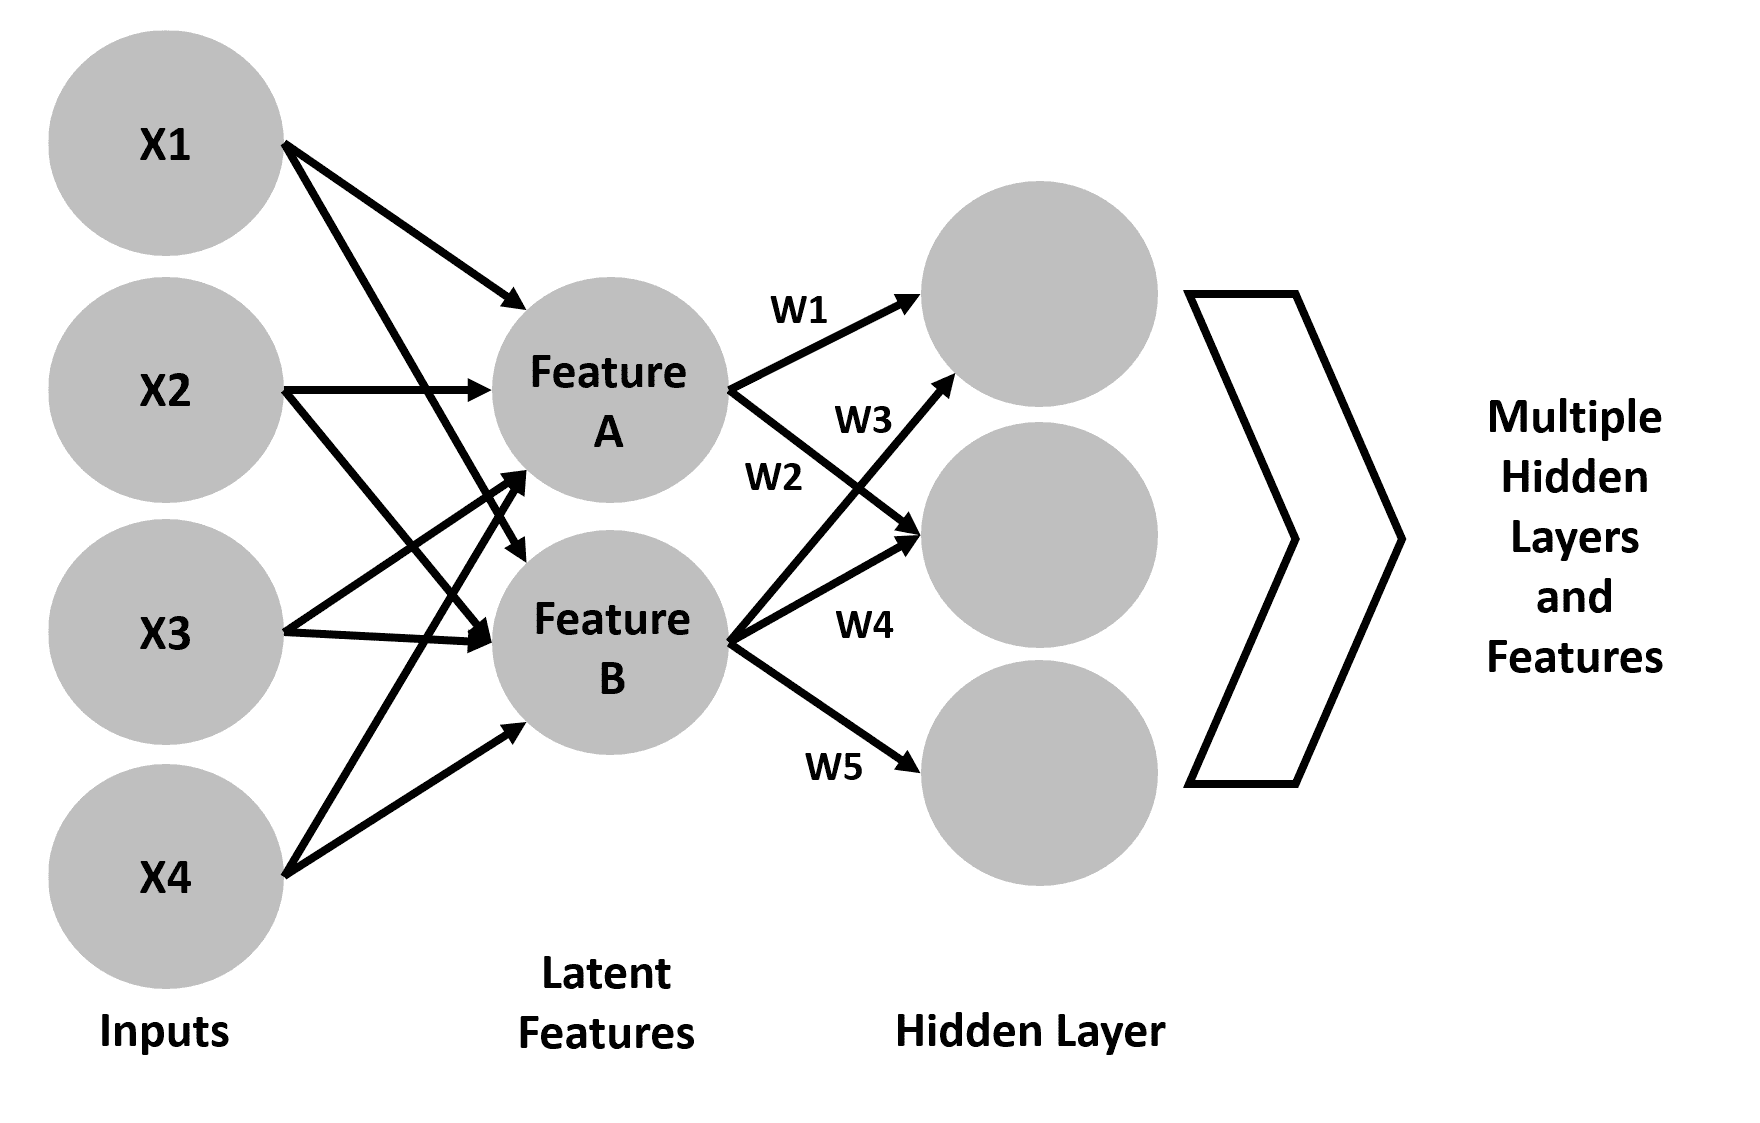 X1
X2
X3
X4
Inputs
Feature
A
Feature
B
Latent
Features
W1
W3
W2
W4
W5
Hidden Layer
Multiple
Hidden
Layers
and
Features